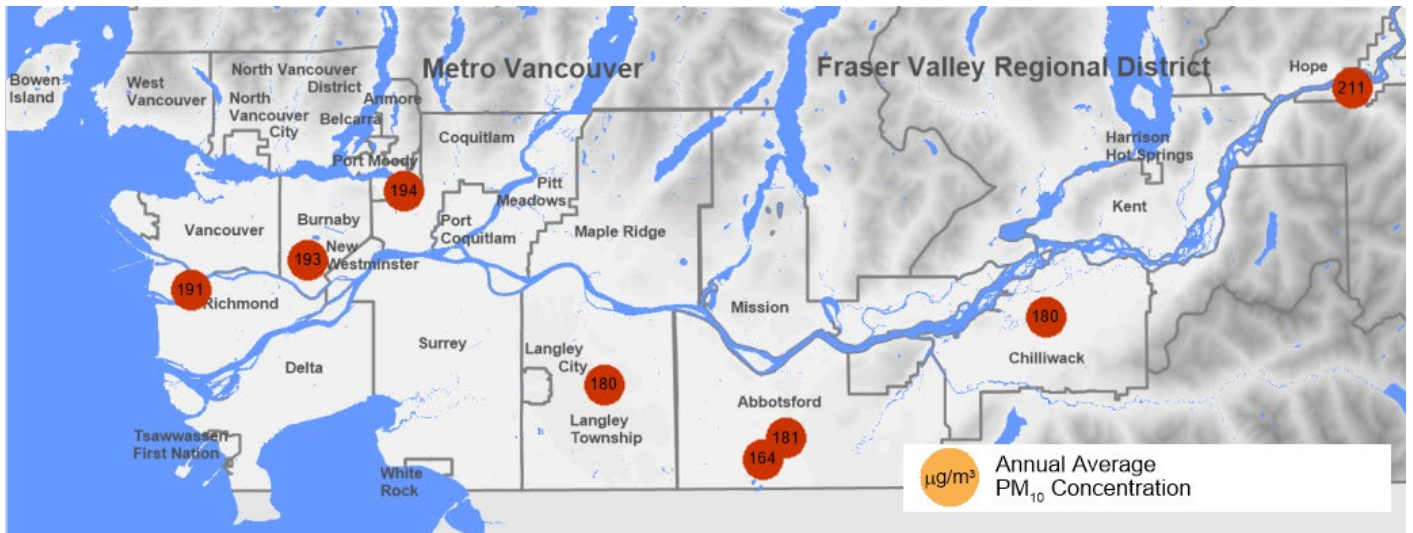 Metro Vancouver
Fraser Valley Regional District
Bowen
Island
West
Vancouver
North Vancouver
District
North
Vancouver
City
Anmore
Belcarra
Port Moody
Coquitlam
Pitt
Meadows
Port
Coquitlam
Maple Ridge
Hope
211
Harrison
Hot Springs
Kent
194
Vancouver
Burnaby
193
New
Westminster
191
Richmond
Mission
180
Chilliwack
Delta
Surrey
Langley
City
180
Langley
Township
Abbotsford
181
164
Tsawwassen
First Nation
White
Rock
µg/m³
Annual Average
PM₁₀ Concentration